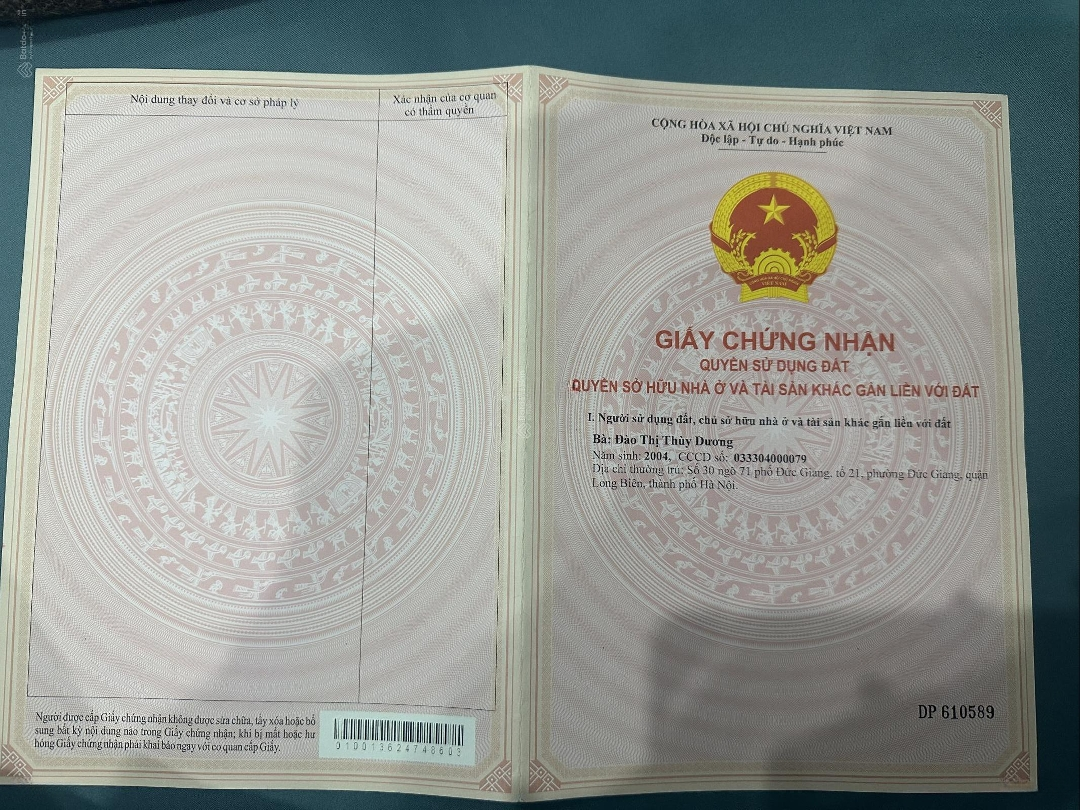 Batdongsan
Nội dung thay đổi và cơ sở pháp lý
Xác nhận của cơ quan
có thẩm quyền
Người được cấp Giấy chứng nhận không được sửa chữa, tẩy xóa hoặc bổ
sung bất kỳ nội dung nào trong Giấy chứng nhận; khi bị mất hoặc hư
hỏng Giấy chứng nhận phải khai báo ngay với cơ quan cấp Giấy.
CỘNG HÒA XÃ HỘI CHỦ NGHĨA VIỆT NAM
Độc lập - Tự do - Hạnh phúc
VIỆT NAM
GIẤY CHỨNG NHẬN
QUYỀN SỬ DỤNG ĐẤT
QUYỀN SỞ HỮU NHÀ Ở VÀ TÀI SẢN KHÁC GẮN LIỀN VỚI ĐẤT
I. Người sử dụng đất, chủ sở hữu nhà ở và tài sản khác gắn liền với đất
Bà: Đào Thị Thùy Dương
Năm sinh: 2004, CCCD số: 033304000079
Địa chỉ thường trú: Số 30 ngõ 71 phố Đức Giang, tổ 21, phường Đức Giang, quận
Long Biên, thành phố Hà Nội.
DP 610589